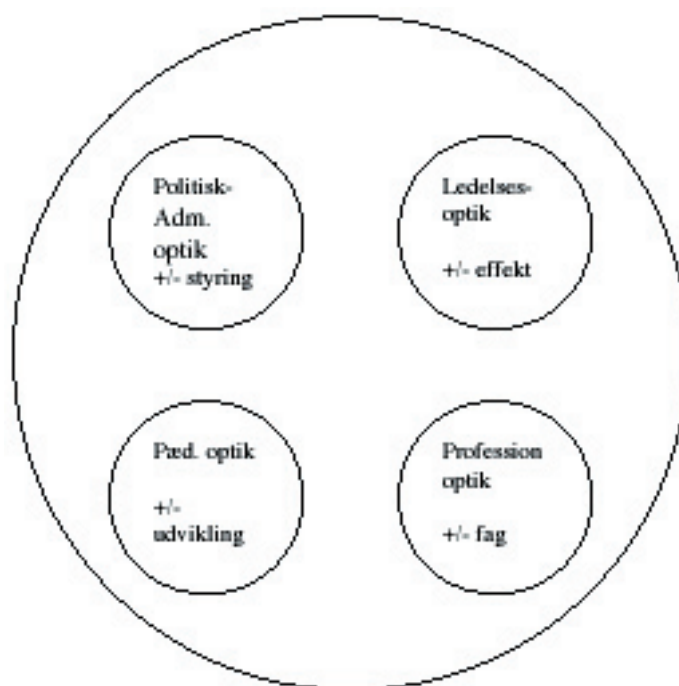 Politisk-
Adm.
optik
+/- styring
Ledelses-
optik
+/- effekt
Pæd. optik
+/-
udvikling
Profession
optik
+/- fag